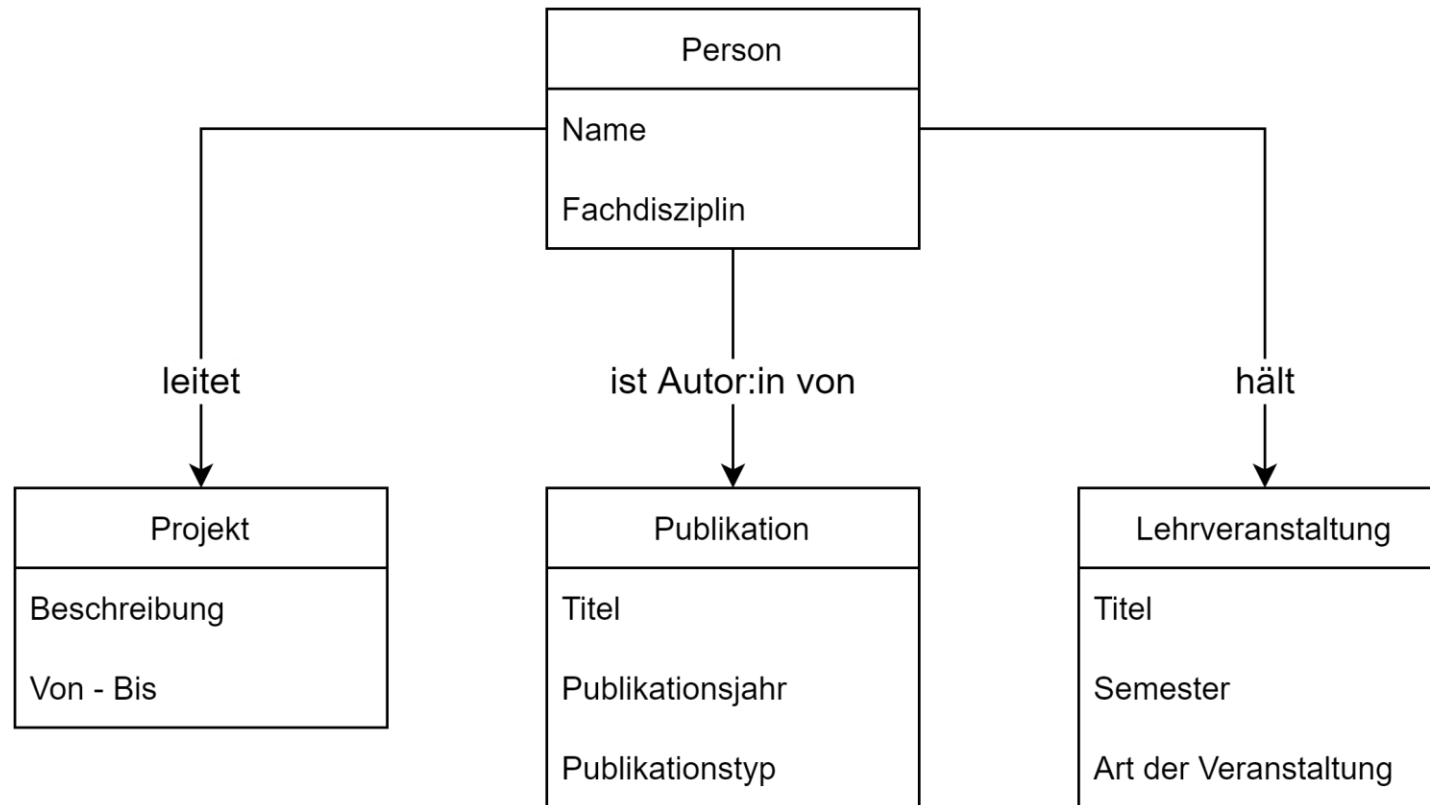 Person
Name
Fachdisziplin
leitet
ist Autor:in von
hält
Projekt
Beschreibung
Von - Bis
Publikation
Titel
Publikationsjahr
Publikationstyp
Lehrveranstaltung
Titel
Semester
Art der Veranstaltung